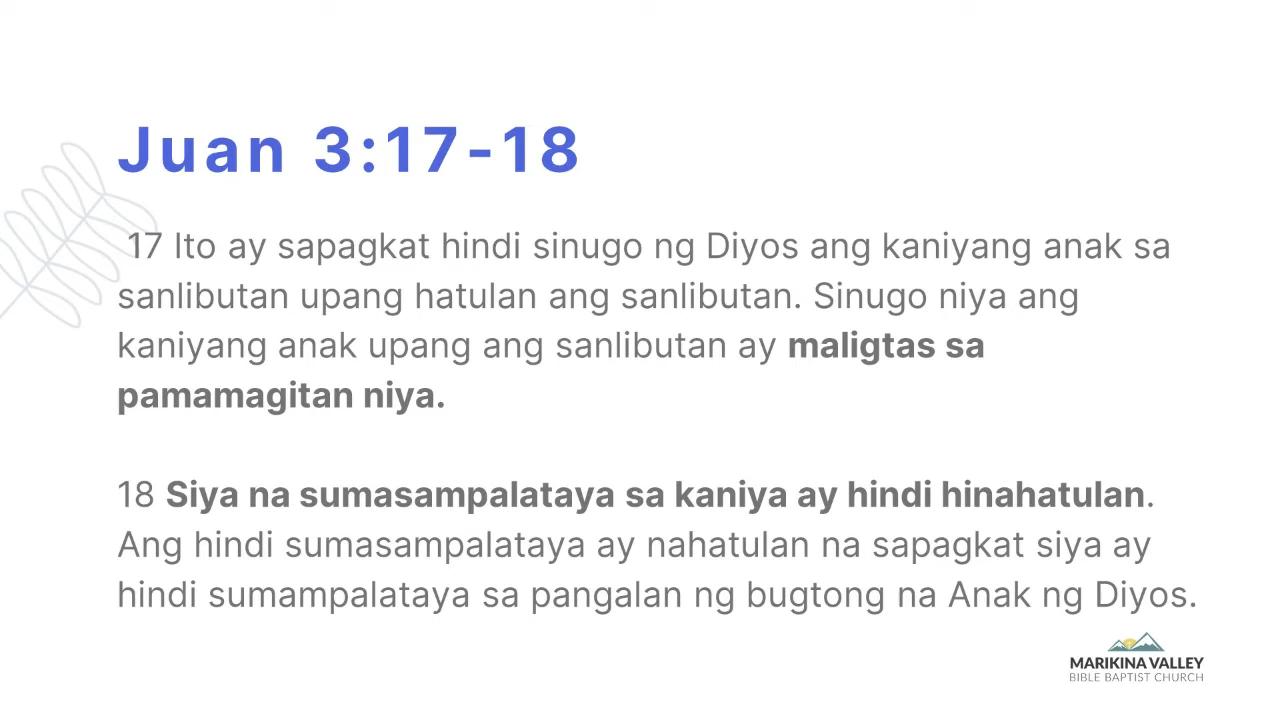 Juan 3:17-18
17 Ito ay sapagkat hindi sinugo ng Diyos ang kaniyang anak sa
sanlibutan upang hatulan ang sanlibutan. Sinugo niya ang
kaniyang anak upang ang sanlibutan ay maligtas sa
pamamagitan niya.
18 Siya na sumasampalataya sa kaniya ay hindi hinahatulan.
Ang hindi sumasampalataya ay nahatulan na sapagkat siya ay
hindi sumampalataya sa pangalan ng bugtong na Anak ng Diyos.
MARIKINA VALLEY
BIBLE BAPTIST CHURCH